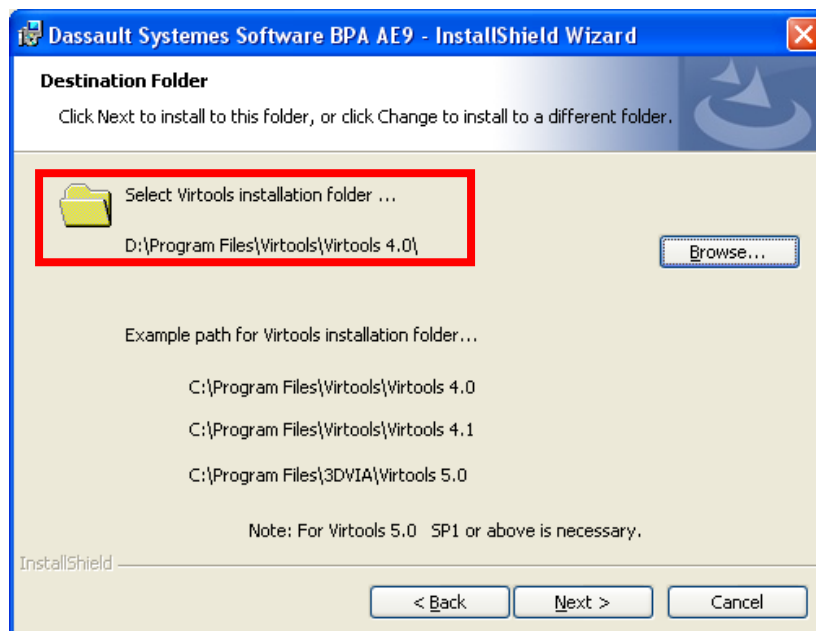 Dassault Systemes Software BPA AE9 - InstallShield Wizard
Destination Folder
Click Next to install to this folder, or click Change to install to a different folder.
Select Virtools installation folder ...
D:\Program Files\Virtools\Virtools 4.0\
Browse...
Example path for Virtools installation folder...
C:\Program Files\Virtools\Virtools 4.0
C:\Program Files\Virtools\Virtools 4.1
C:\Program Files\3DVIA\Virtools 5.0
Note: For Virtools 5.0 SP1 or above is necessary.
InstallShield
< Back Next > Cancel